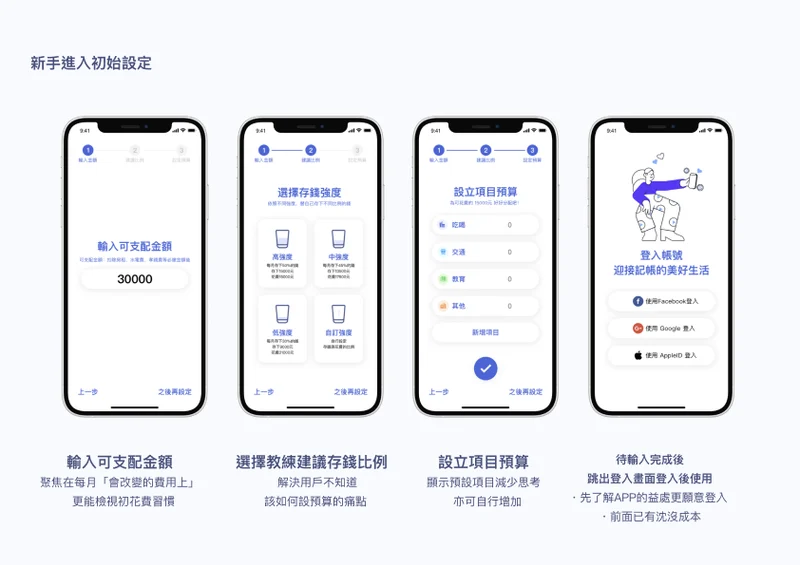 新手進入初始設定
9:41
1 2 3
輸入金額 建議比例 設定預算
輸入可支配金額
30000
上一步 之後再設定
輸入可支配金額
聚焦在每月「會改變的費用上」
更能檢視初花費習慣
9:41
1 2 3
輸入金額 建議比例 設定預算
選擇存錢強度
高強度
中強度
低強度
自訂強度
上一步 之後再設定
選擇教練建議存錢比例
解決用戶不知道
該如何設預算的痛點
9:41
1 2 3
輸入金額 建議比例 設定預算
設立項目預算
吃喝 0
交通 0
教育 0
其他 0
新增項目
上一步 之後再設定
設立項目預算
顯示預設項目減少思考
亦可自行增加
9:41
登入帳號
迎接記帳的美好生活
使用Facebook登入
使用 Google 登入
使用 AppleID 登入
待輸入完成後
跳出登入畫面登入後使用
・先了解APP的益處更願意登入
・前面已有沈沒成本